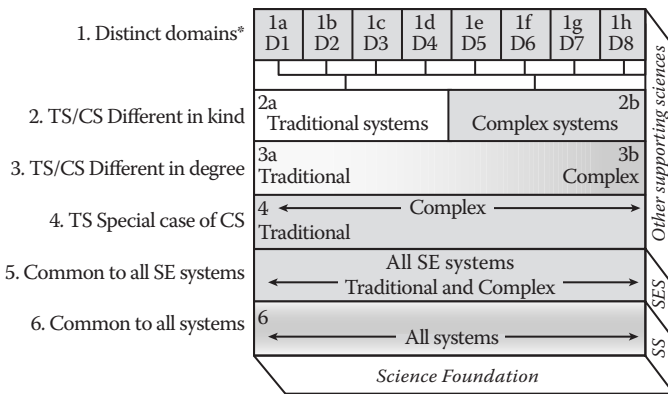 1. Distinct domains*
1a 1b 1c 1d 1e 1f 1g 1h
D1 D2 D3 D4 D5 D6 D7 D8
2. TS/CS Different in kind
2a 2b
Traditional systems Complex systems
3. TS/CS Different in degree
3a 3b
Traditional Complex
4. TS Special case of CS
4 Complex
Traditional
5. Common to all SE systems
All SE systems
Traditional and Complex
6. Common to all systems
6
All systems
Other supporting sciences
SES
SS
Science Foundation